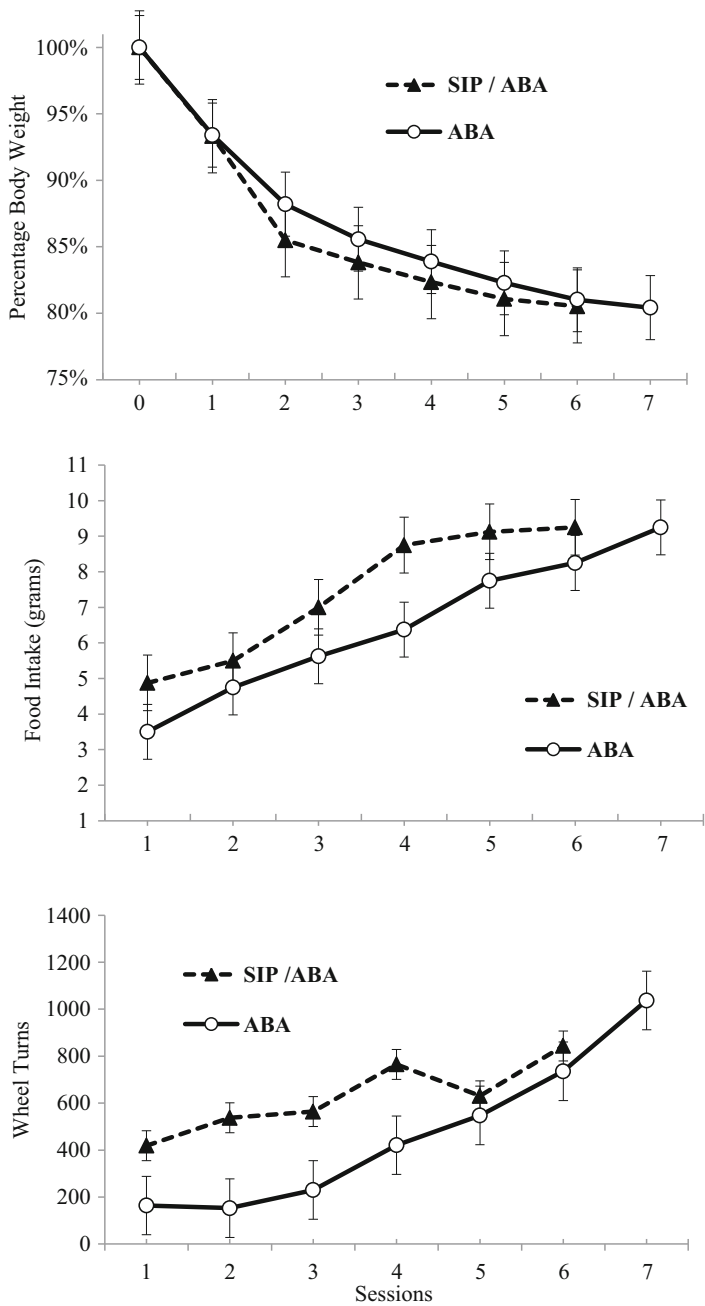 100%
95%
90%
85%
80%
75%
Percentage Body Weight
SIP / ABA
ABA
0 1 2 3 4 5 6 7
11
10
9
8
7
6
5
4
3
2
1
Food Intake (grams)
SIP / ABA
ABA
1 2 3 4 5 6 7
1400
1200
1000
800
600
400
200
0
Wheel Turns
SIP /ABA
ABA
1 2 3 4 5 6 7
Sessions